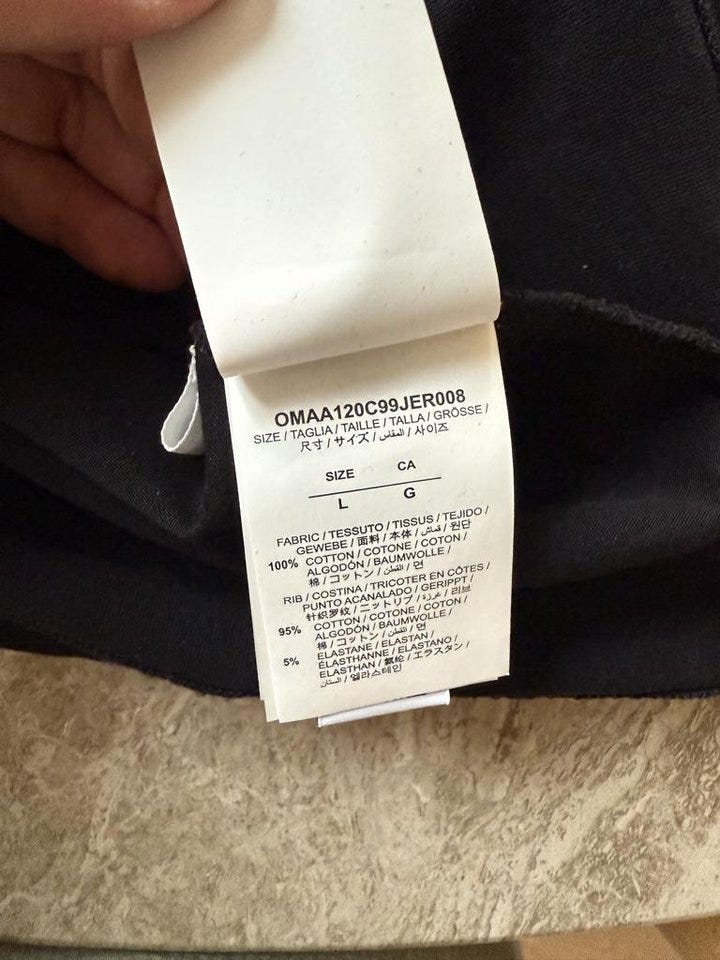 OMAA120C99JER008
SIZE / TAGLIA / TAILLE / TALLA / GRÖSSE /
尺寸 / サイズ / المقاس / 사이즈
SIZE CA
L G
FABRIC / TESSUTO / TISSUS / TEJIDO /
GEWEBE / 面料 / 本体 / قماش / 원단
100% COTTON / COTONE / COTON /
ALGODÓN / BAUMWOLLE /
棉 / コットン / القطن / 면
RIB / COSTINA / TRICOTER EN CÔTES /
PUNTO ACANALADO / GERIPPT /
针织罗纹 / ニットリブ / غرزة / 리브
95% COTTON / COTONE / COTON /
ALGODÓN / BAUMWOLLE /
棉 / コットン / القطن / 면
5% ELASTANE / ELASTAN /
ÉLASTHANNE / ELASTANO /
ELASTHAN / 氨纶 / エラスタン /
/ 엘라스테인